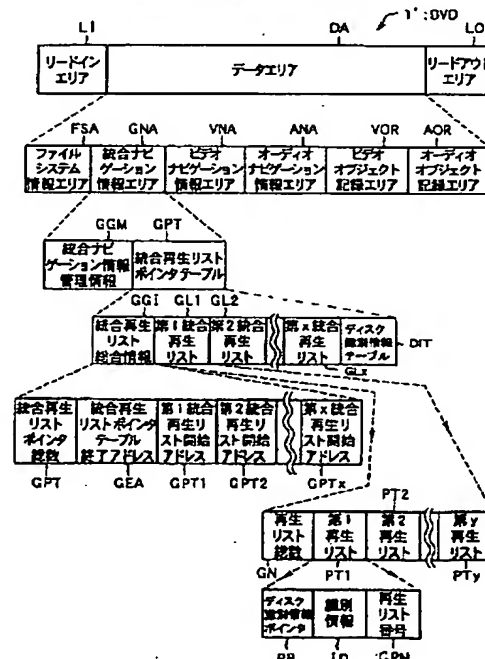 1':DVD
LI
DA
LO
リードイン
エリア
データエリア
リードアウト
エリア
FSA
GNA
VNA
ANA
VOR
AOR
ファイル
システム
情報エリア
統合ナビ
ゲーション
情報エリア
ビデオ
ナビゲーション
情報エリア
オーディオ
ナビゲーション
情報エリア
ビデオ
オブジェクト
記録エリア
オーディオ
オブジェクト
記録エリア
GGM
GPT
統合ナビ
ゲーション情報
管理情報
統合再生リスト
ポインタテーブル
GGI
GL1
GL2
統合再生
リスト
総合情報
第1統合
再生
リスト
第2統合
再生
リスト
第x統合
再生
リスト
ディスク
識別情報
テーブル
DIT
GLx
統合再生
リスト
ポインタ
総数
統合再生
リストポインタ
テーブル
終了アドレス
第1統合
再生リ
スト開始
アドレス
第2統合
再生リ
スト開始
アドレス
第x統合
再生リ
スト開始
アドレス
GPT
GEA
GPT1
GPT2
GPTx
PT2
再生
リスト
総数
第1
再生
リスト
第2
再生
リスト
第y
再生
リスト
GN
PT1
PTy
ディスク
識別情報
ポインタ
識別
情報
再生
リスト
番号
ID
GPN